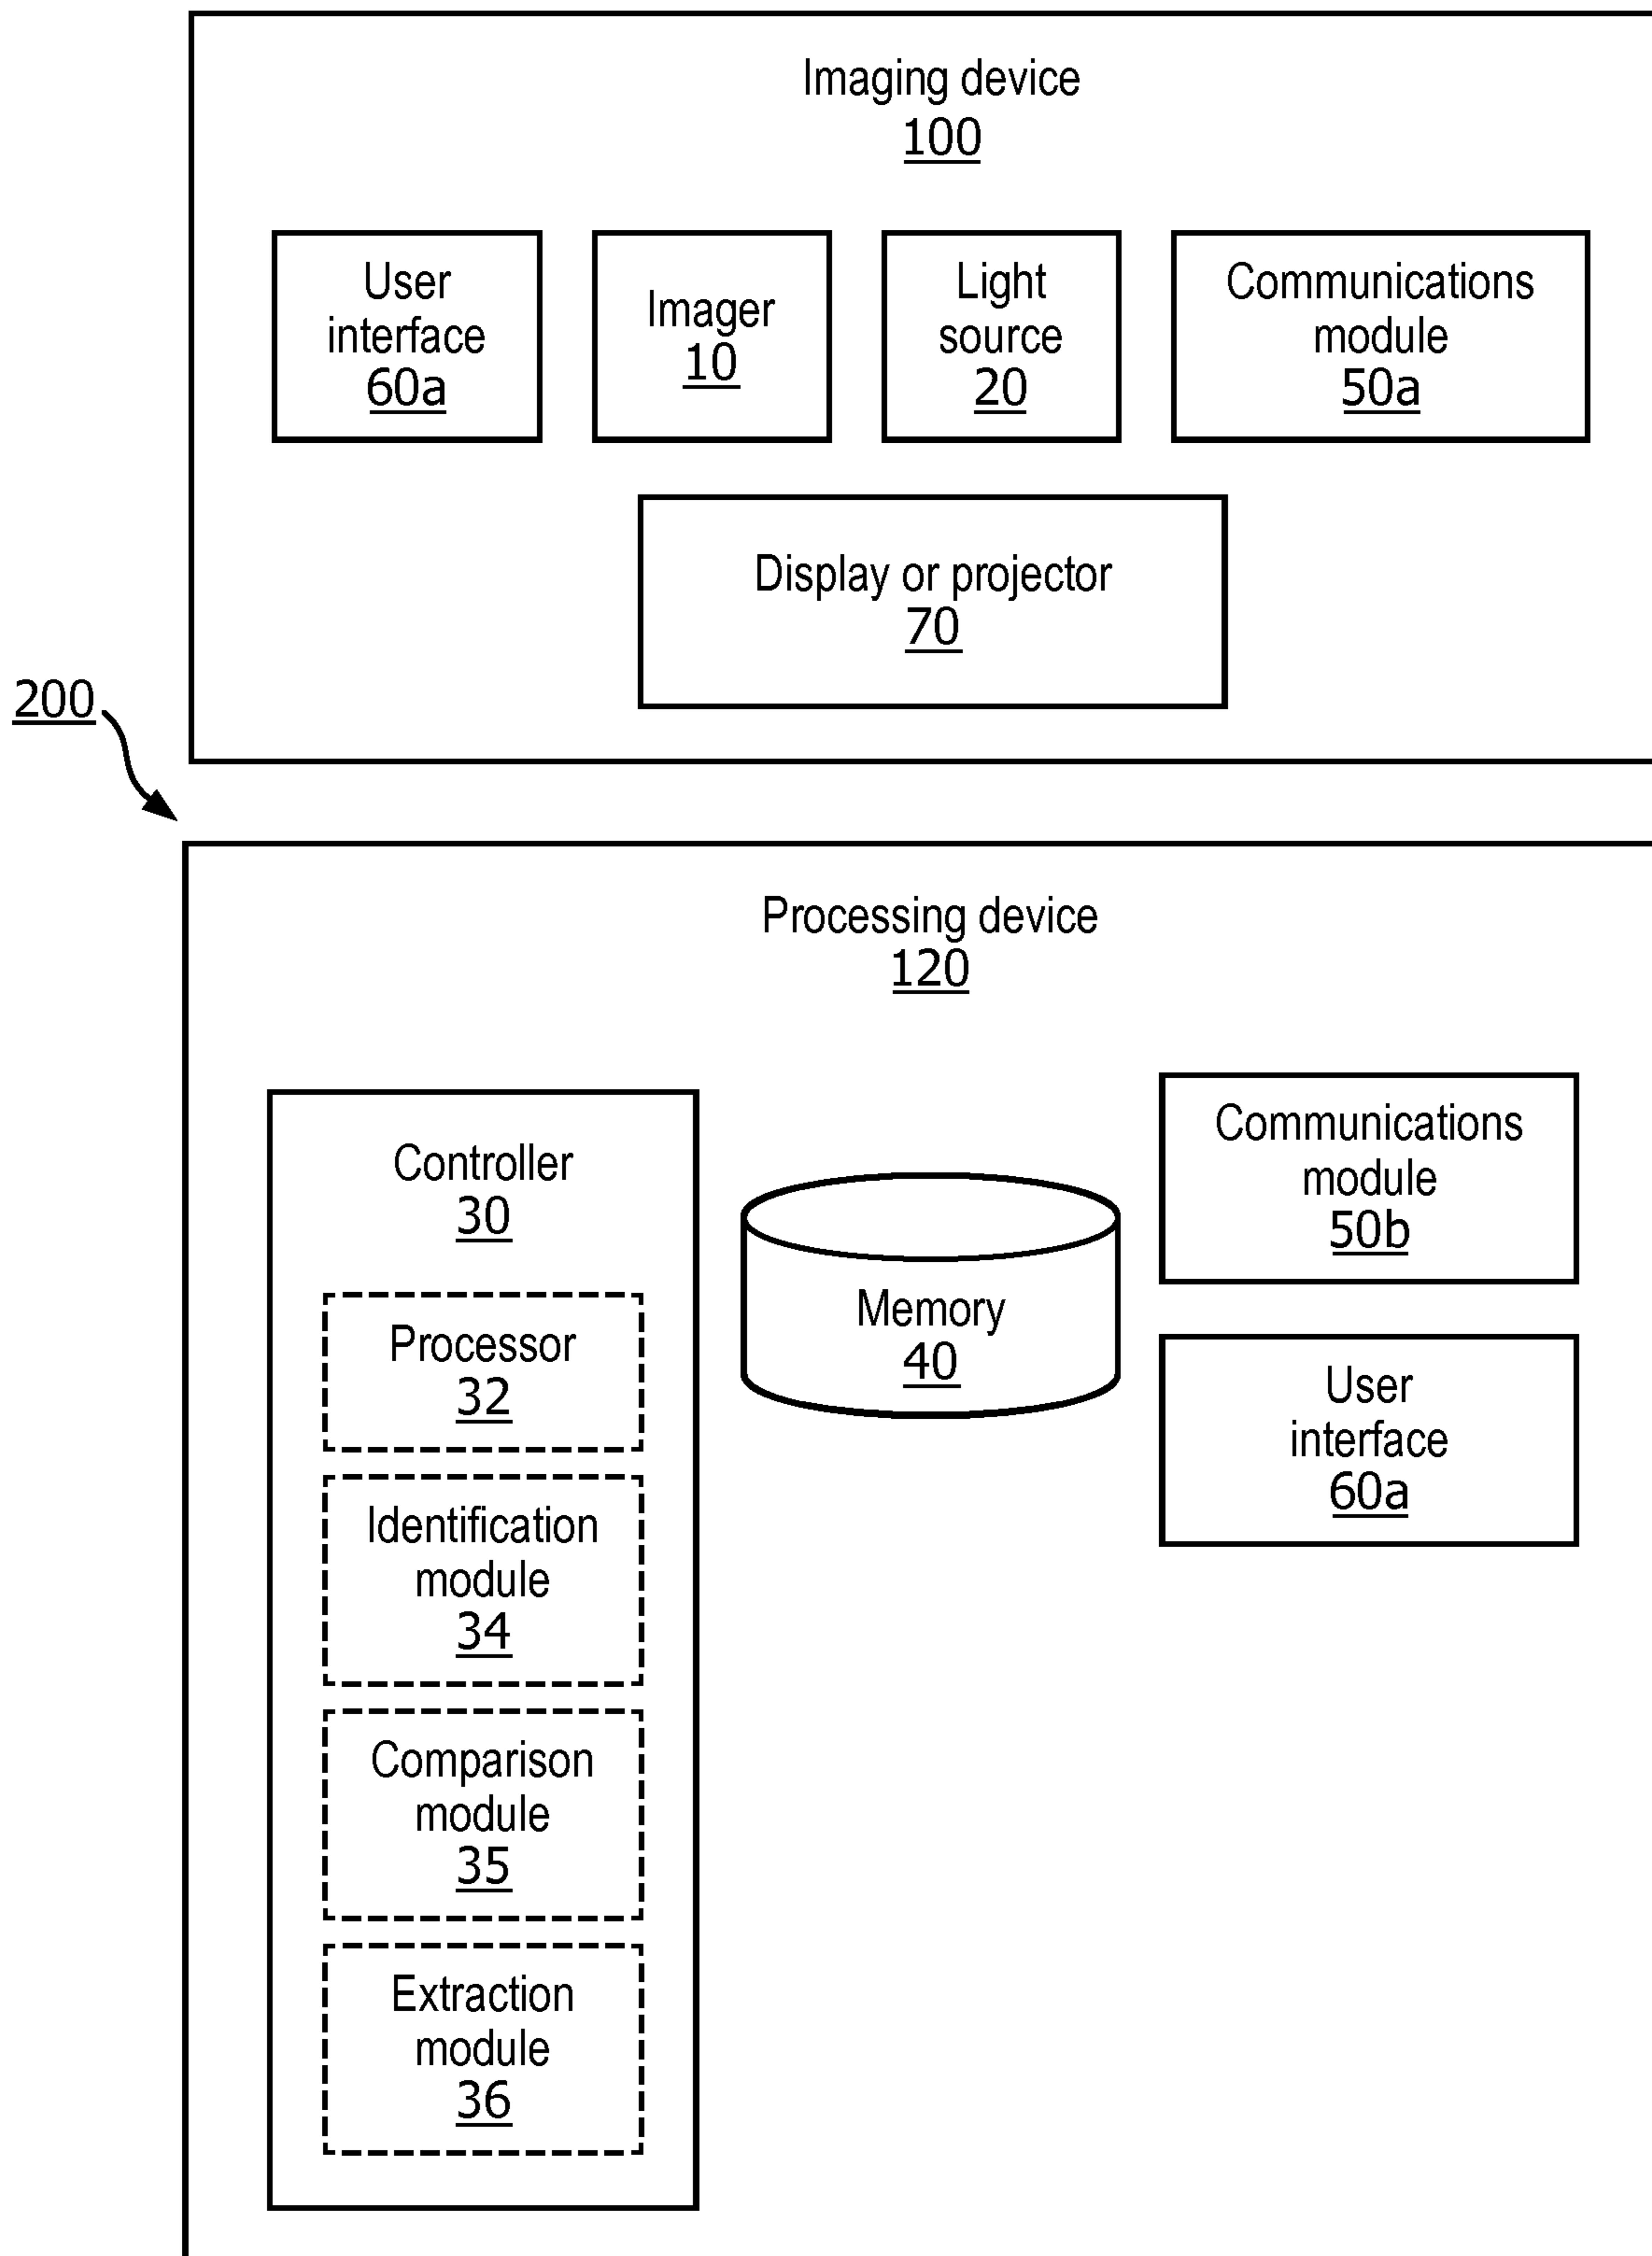 Imaging device
100
User
interface
60a
Imager
10
Light
source
20
Communications
module
50a
Display or projector
70
200
Processing device
120
Controller
30
Processor
32
Identification
module
34
Comparison
module
35
Extraction
module
36
Memory
40
Communications
module
50b
User
interface
60a